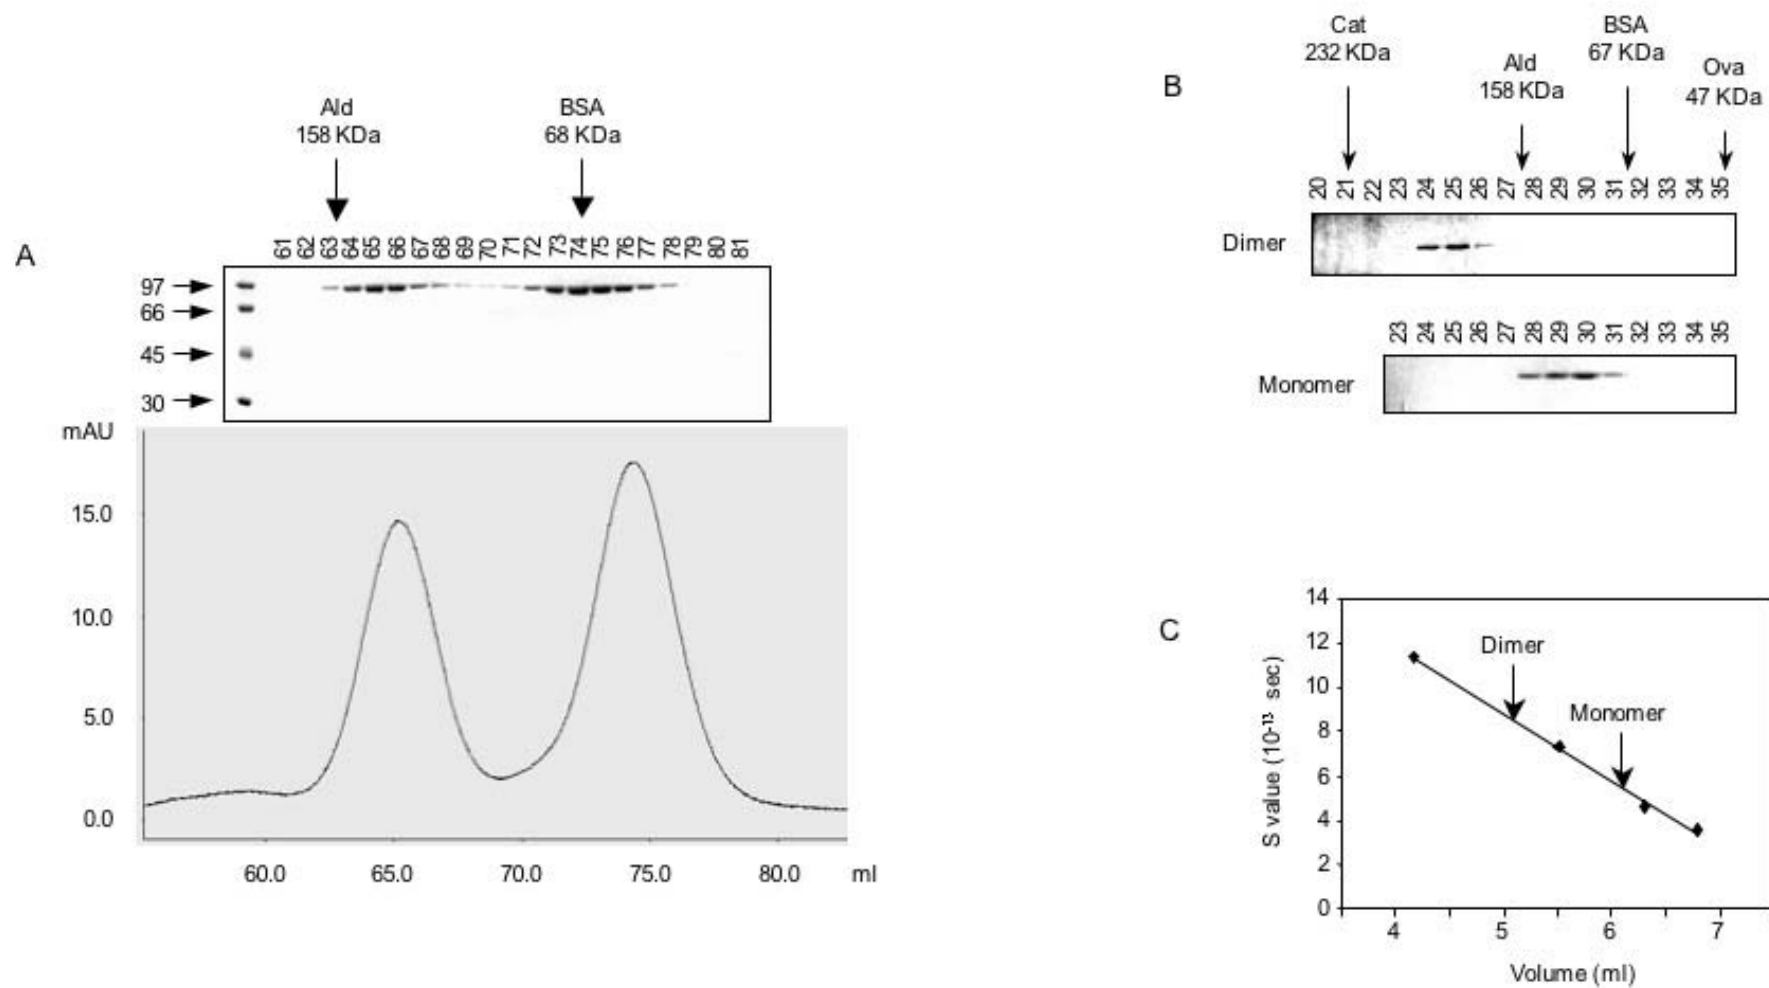 A
Ald
158 KDa
BSA
68 KDa
61 62 63 64 65 66 67 68 69 70 71 72 73 74 75 76 77 78 79 80 81
97
66
45
30
mAU
15.0
10.0
5.0
0.0
60.0 65.0 70.0 75.0 80.0 ml
B
Cat
232 KDa
Ald
158 KDa
BSA
67 KDa
Ova
47 KDa
20 21 22 23 24 25 26 27 28 29 30 31 32 33 34 35
Dimer
23 24 25 26 27 28 29 30 31 32 33 34 35
Monomer
C
S value (10⁻¹³ sec)
14
12
10
8
6
4
2
0
Dimer
Monomer
4 5 6 7
Volume (ml)